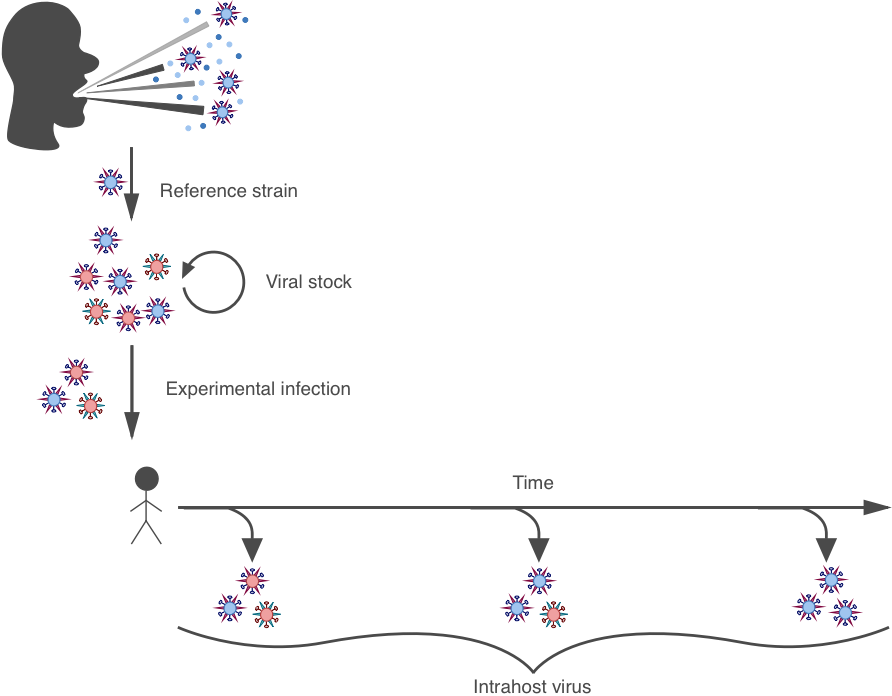 Reference strain
Viral stock
Experimental infection
Time
Intrahost virus